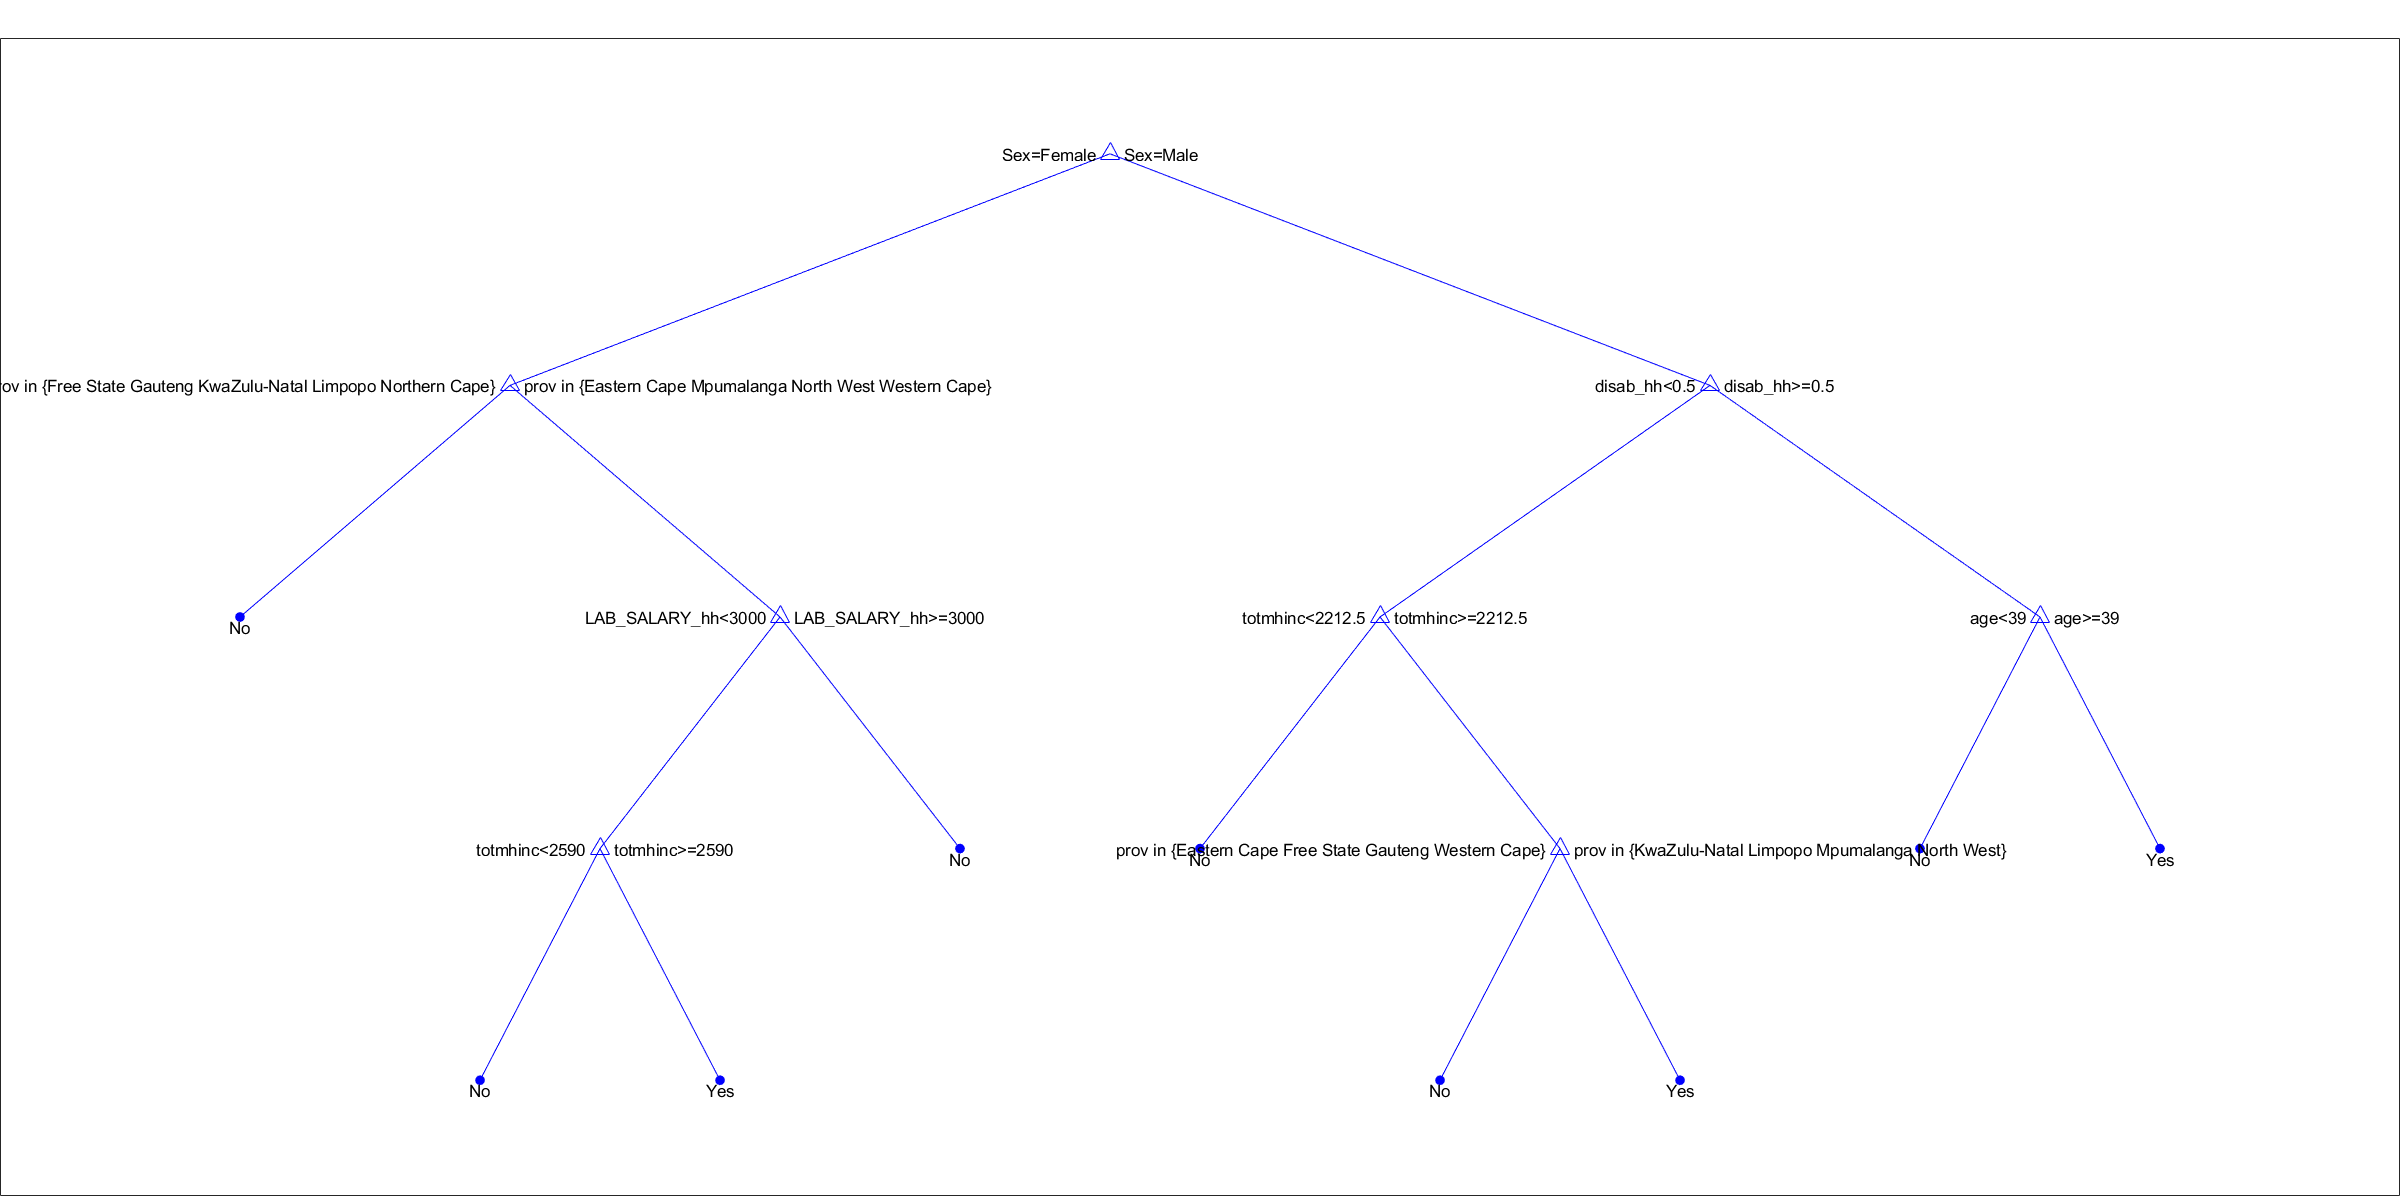 Sex=Female Sex=Male
rov in {Free State Gauteng KwaZulu-Natal Limpopo Northern Cape} prov in {Eastern Cape Mpumalanga North West Western Cape}
disab_hh<0.5 disab_hh>=0.5
No
LAB_SALARY_hh<3000 LAB_SALARY_hh>=3000
totmhinc<2212.5 totmhinc>=2212.5
age<39 age>=39
totmhinc<2590 totmhinc>=2590
No
No
prov in {Eastern Cape Free State Gauteng Western Cape} prov in {KwaZulu-Natal Limpopo Mpumalanga North West}
No
Yes
No
Yes
No
Yes